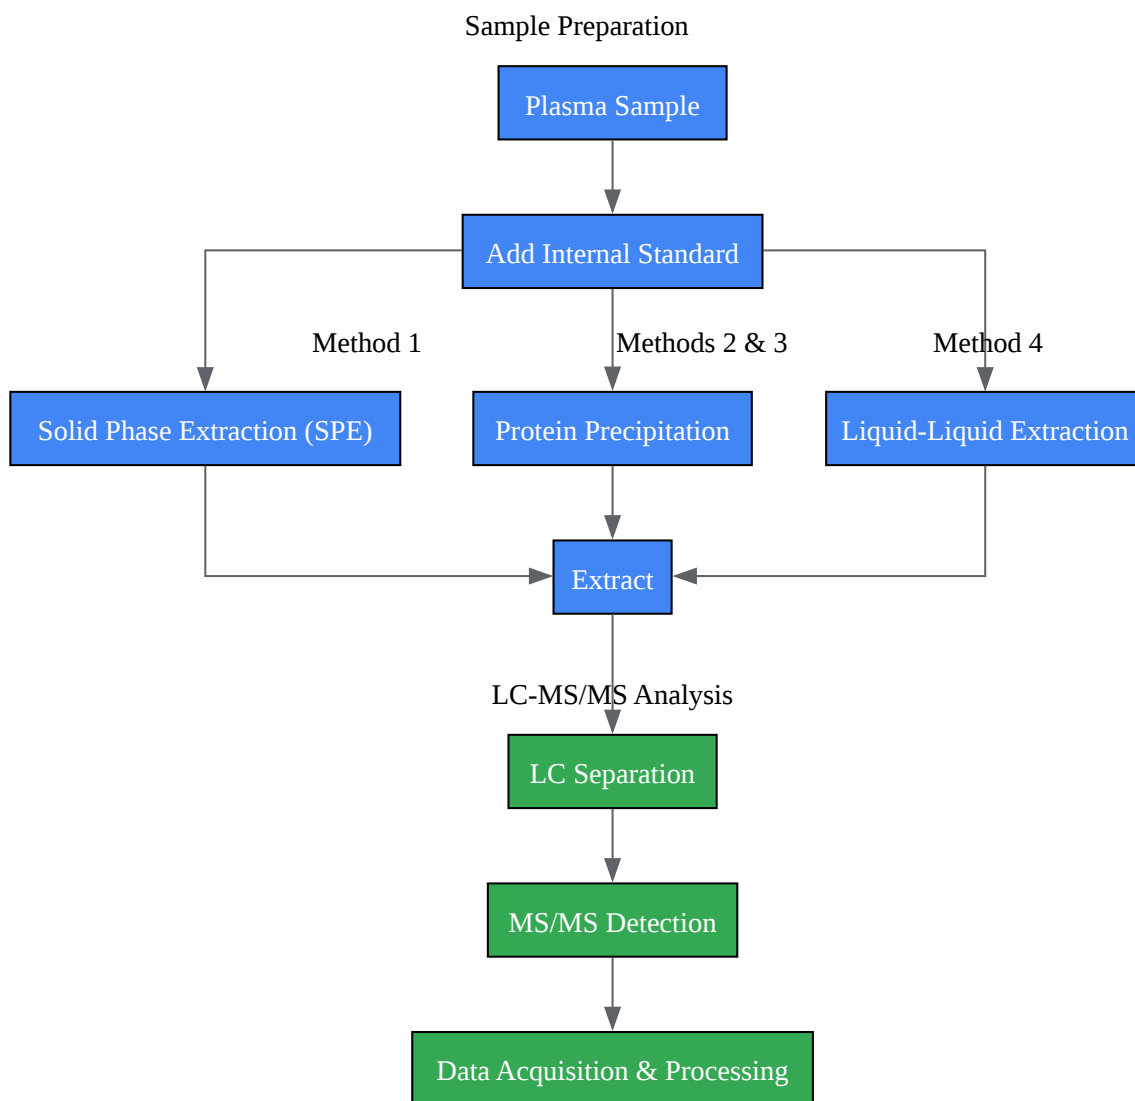 Sample Preparation
Plasma Sample
Add Internal Standard
Method 1
Methods 2 & 3
Method 4
Solid Phase Extraction (SPE)
Protein Precipitation
Liquid-Liquid Extraction
Extract
LC-MS/MS Analysis
LC Separation
MS/MS Detection
Data Acquisition & Processing